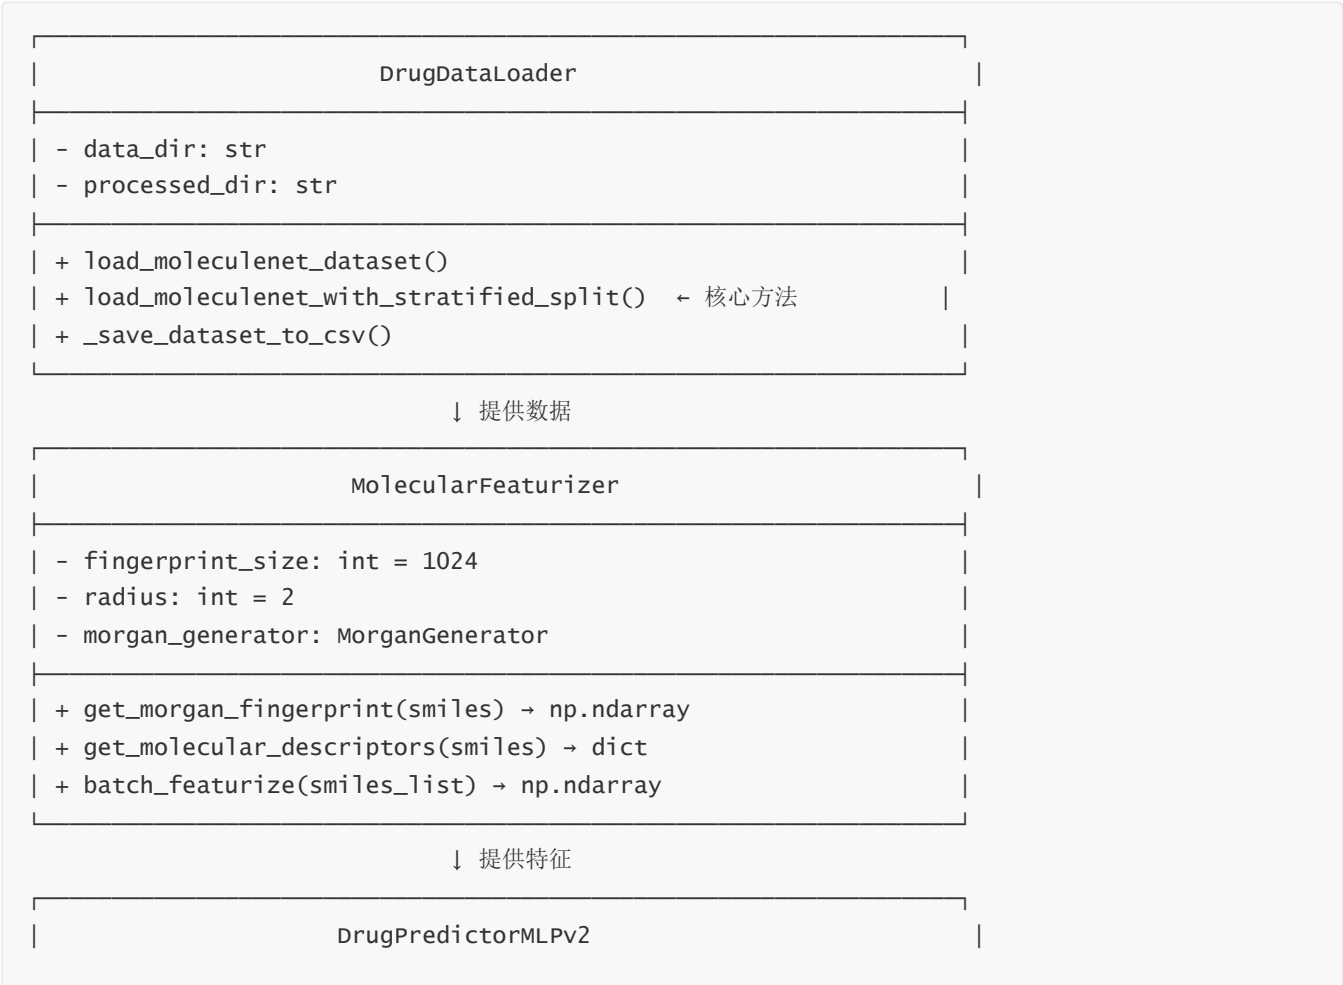 DrugDataLoader
- data_dir: str
- processed_dir: str
+ load_moleculenet_dataset()
+ load_moleculenet_with_stratified_split() ← 核心方法
+ _save_dataset_to_csv()
↓ 提供数据
MolecularFeaturizer
- fingerprint_size: int = 1024
- radius: int = 2
- morgan_generator: MorganGenerator
+ get_morgan_fingerprint(smiles) → np.ndarray
+ get_molecular_descriptors(smiles) → dict
+ batch_featurize(smiles_list) → np.ndarray
↓ 提供特征
DrugPredictorMLPv2